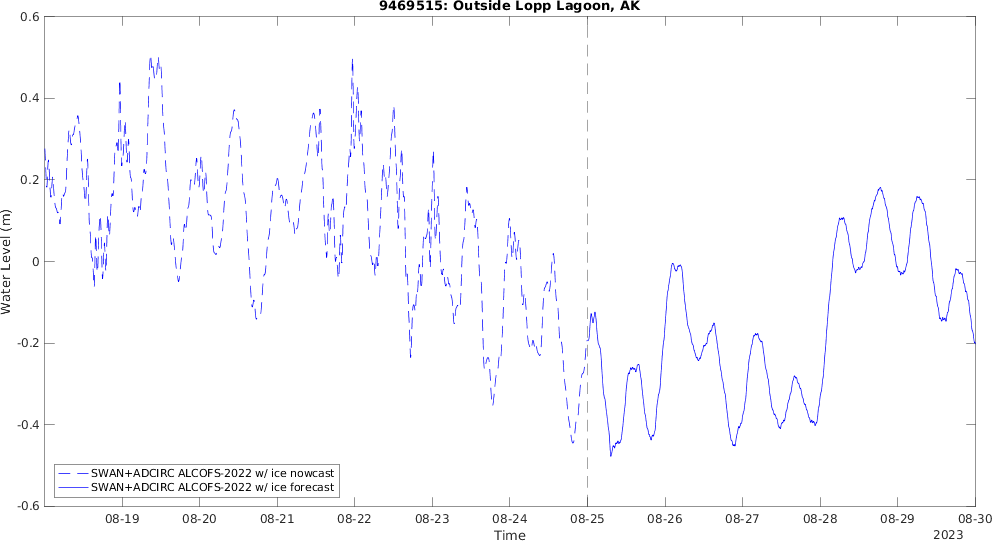 9469515: Outside Lopp Lagoon, AK
0.6
0.4
0.2
0
-0.2
-0.4
-0.6
Water Level (m)
SWAN+ADCIRC ALCOFS-2022 w/ ice nowcast
SWAN+ADCIRC ALCOFS-2022 w/ ice forecast
08-19 08-20 08-21 08-22 08-23 08-24 08-25 08-26 08-27 08-28 08-29 08-30
Time
2023